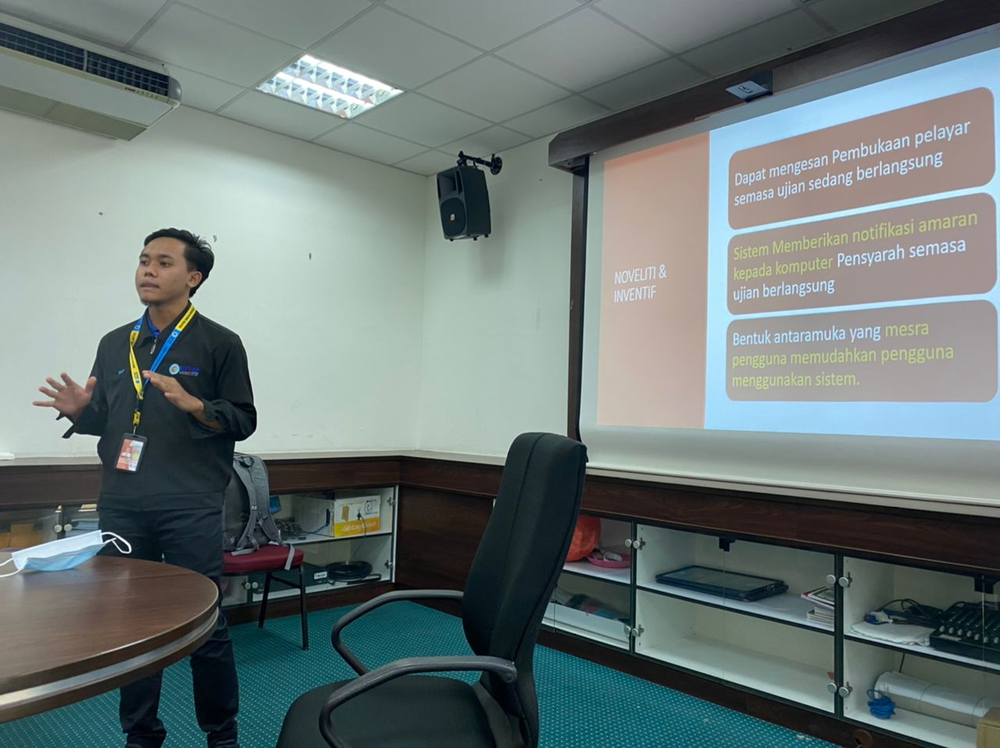 NOVELITI &
INVENTIF
Dapat mengesan Pembukaan pelayar
semasa ujian sedang berlangsung
Sistem Memberikan notifikasi amaran
kepada komputer Pensyarah semasa
ujian berlangsung
Bentuk antaramuka yang mesra
pengguna memudahkan pengguna
menggunakan sistem.